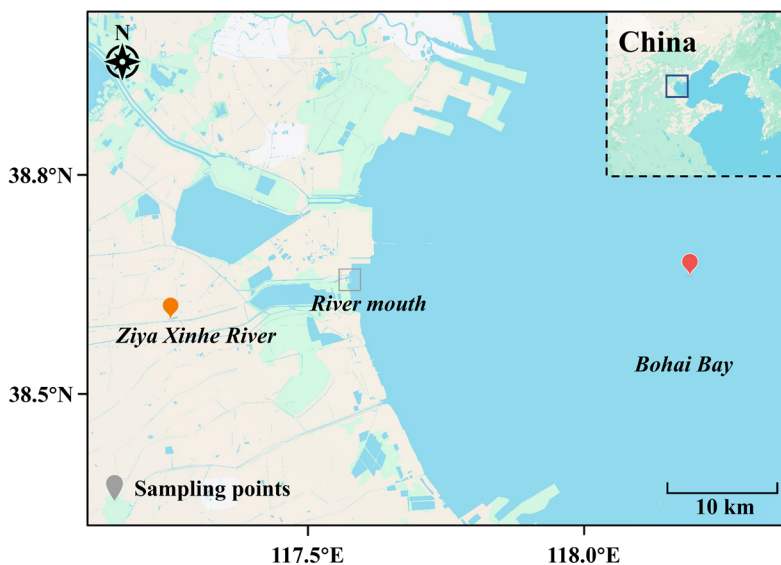 N
China
38.8°N
River mouth
Ziya Xinhe River
Bohai Bay
38.5°N
Sampling points
10 km
117.5°E
118.0°E